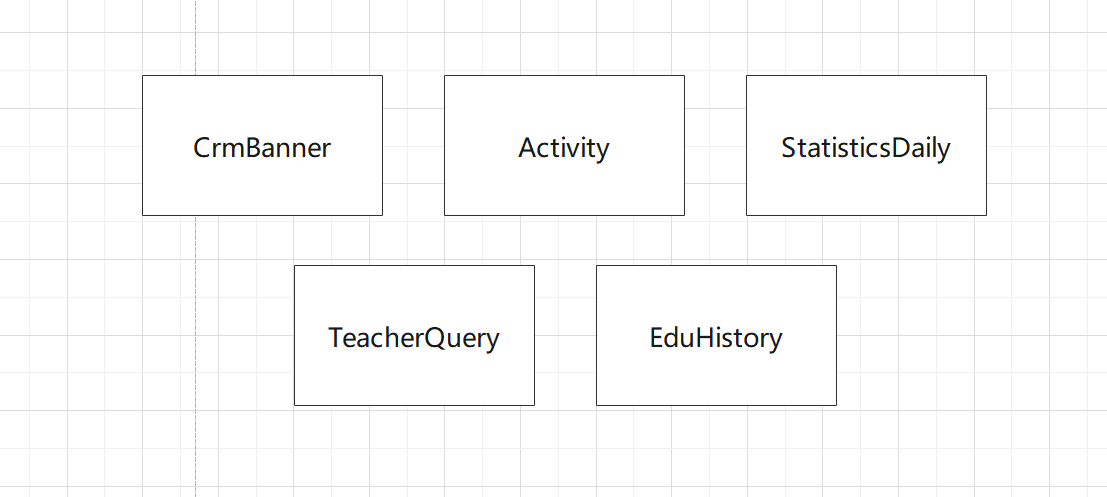 CrmBanner
Activity
StatisticsDaily
TeacherQuery
EduHistory